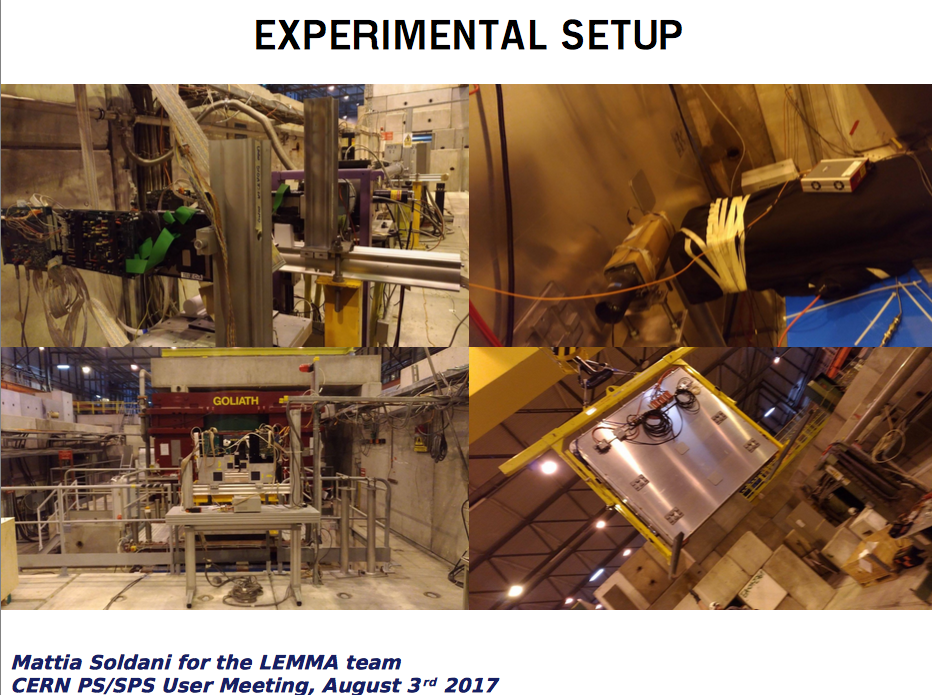 EXPERIMENTAL SETUP
GOLIATH
Mattia Soldani for the LEMMA team
CERN PS/SPS User Meeting, August 3rd 2017